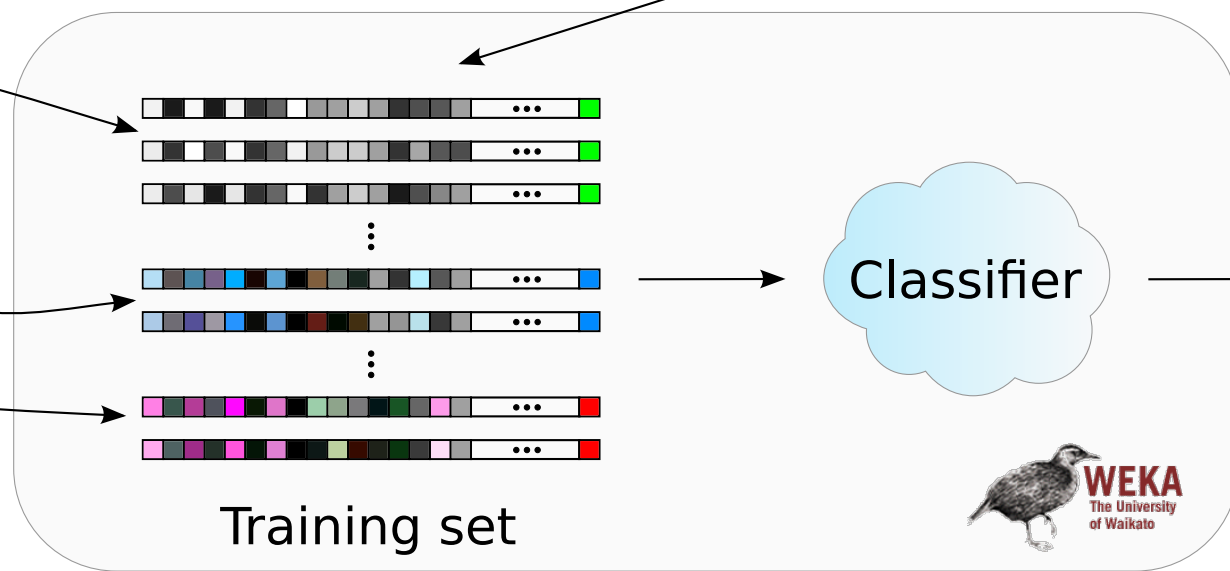 Classifier
Training set
WEKA
The University
of Waikato